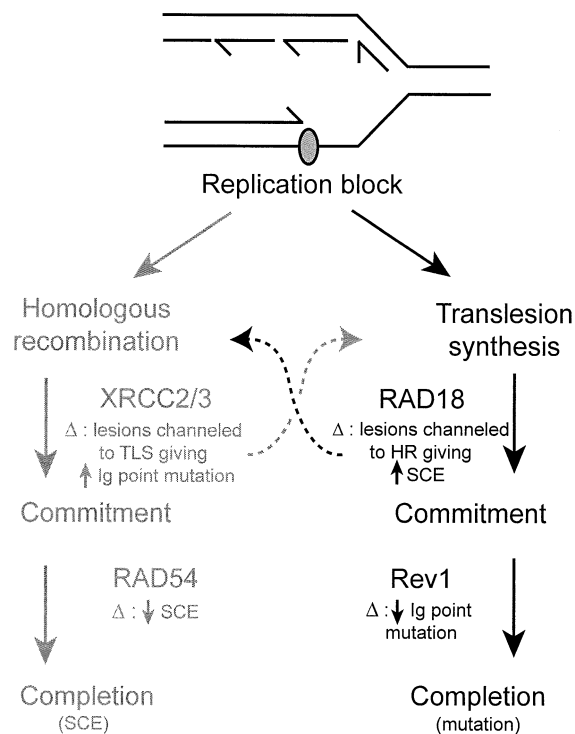 Replication block
Homologous
recombination
Translesion
synthesis
XRCC2/3
Δ : lesions channeled
to TLS giving
↑ Ig point mutation
RAD18
Δ : lesions channeled
to HR giving
↑ SCE
Commitment
Commitment
RAD54
Δ : ↓ SCE
Rev1
Δ : ↓ Ig point
mutation
Completion
(SCE)
Completion
(mutation)